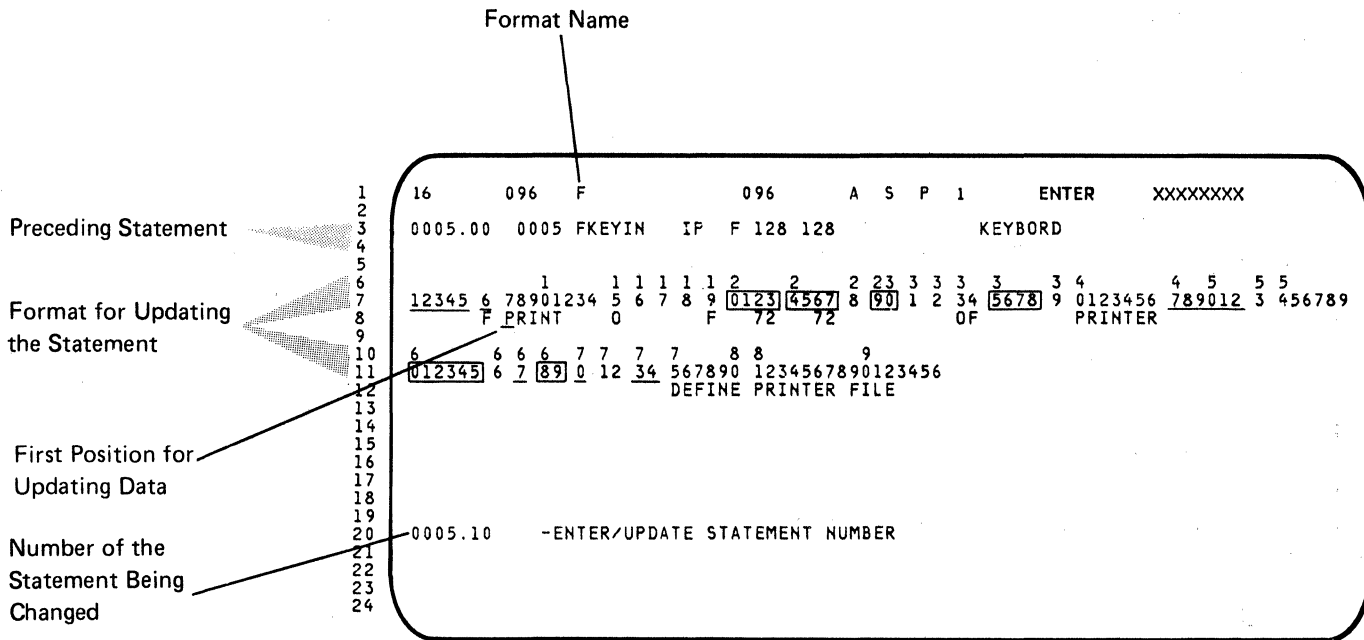 Format Name
1 16 096 F 096 A S P 1 ENTER XXXXXXXX
2
Preceding Statement 3 0005.00 0005 FKEYIN IP F 128 128 KEYBORD
4
5
6 1 1 1 1 1 1 2 2 2 23 3 3 3 3 3 4 4 5 5 5
Format for Updating 7 12345 6 78901234 5 6 7 8 9 0123 4567 8 90 1 2 34 5678 9 0123456 789012 3 456789
the Statement 8 F PRINT O F 72 72 OF PRINTER
9
10 6 6 6 6 7 7 7 7 8 8 9
11 012345 6 7 89 0 12 34 567890 1234567890123456
12 DEFINE PRINTER FILE
13
14
First Position for 15
16
Updating Data 17
18
19
Number of the 20 0005.10 -ENTER/UPDATE STATEMENT NUMBER
21
Statement Being 22
23
Changed 24